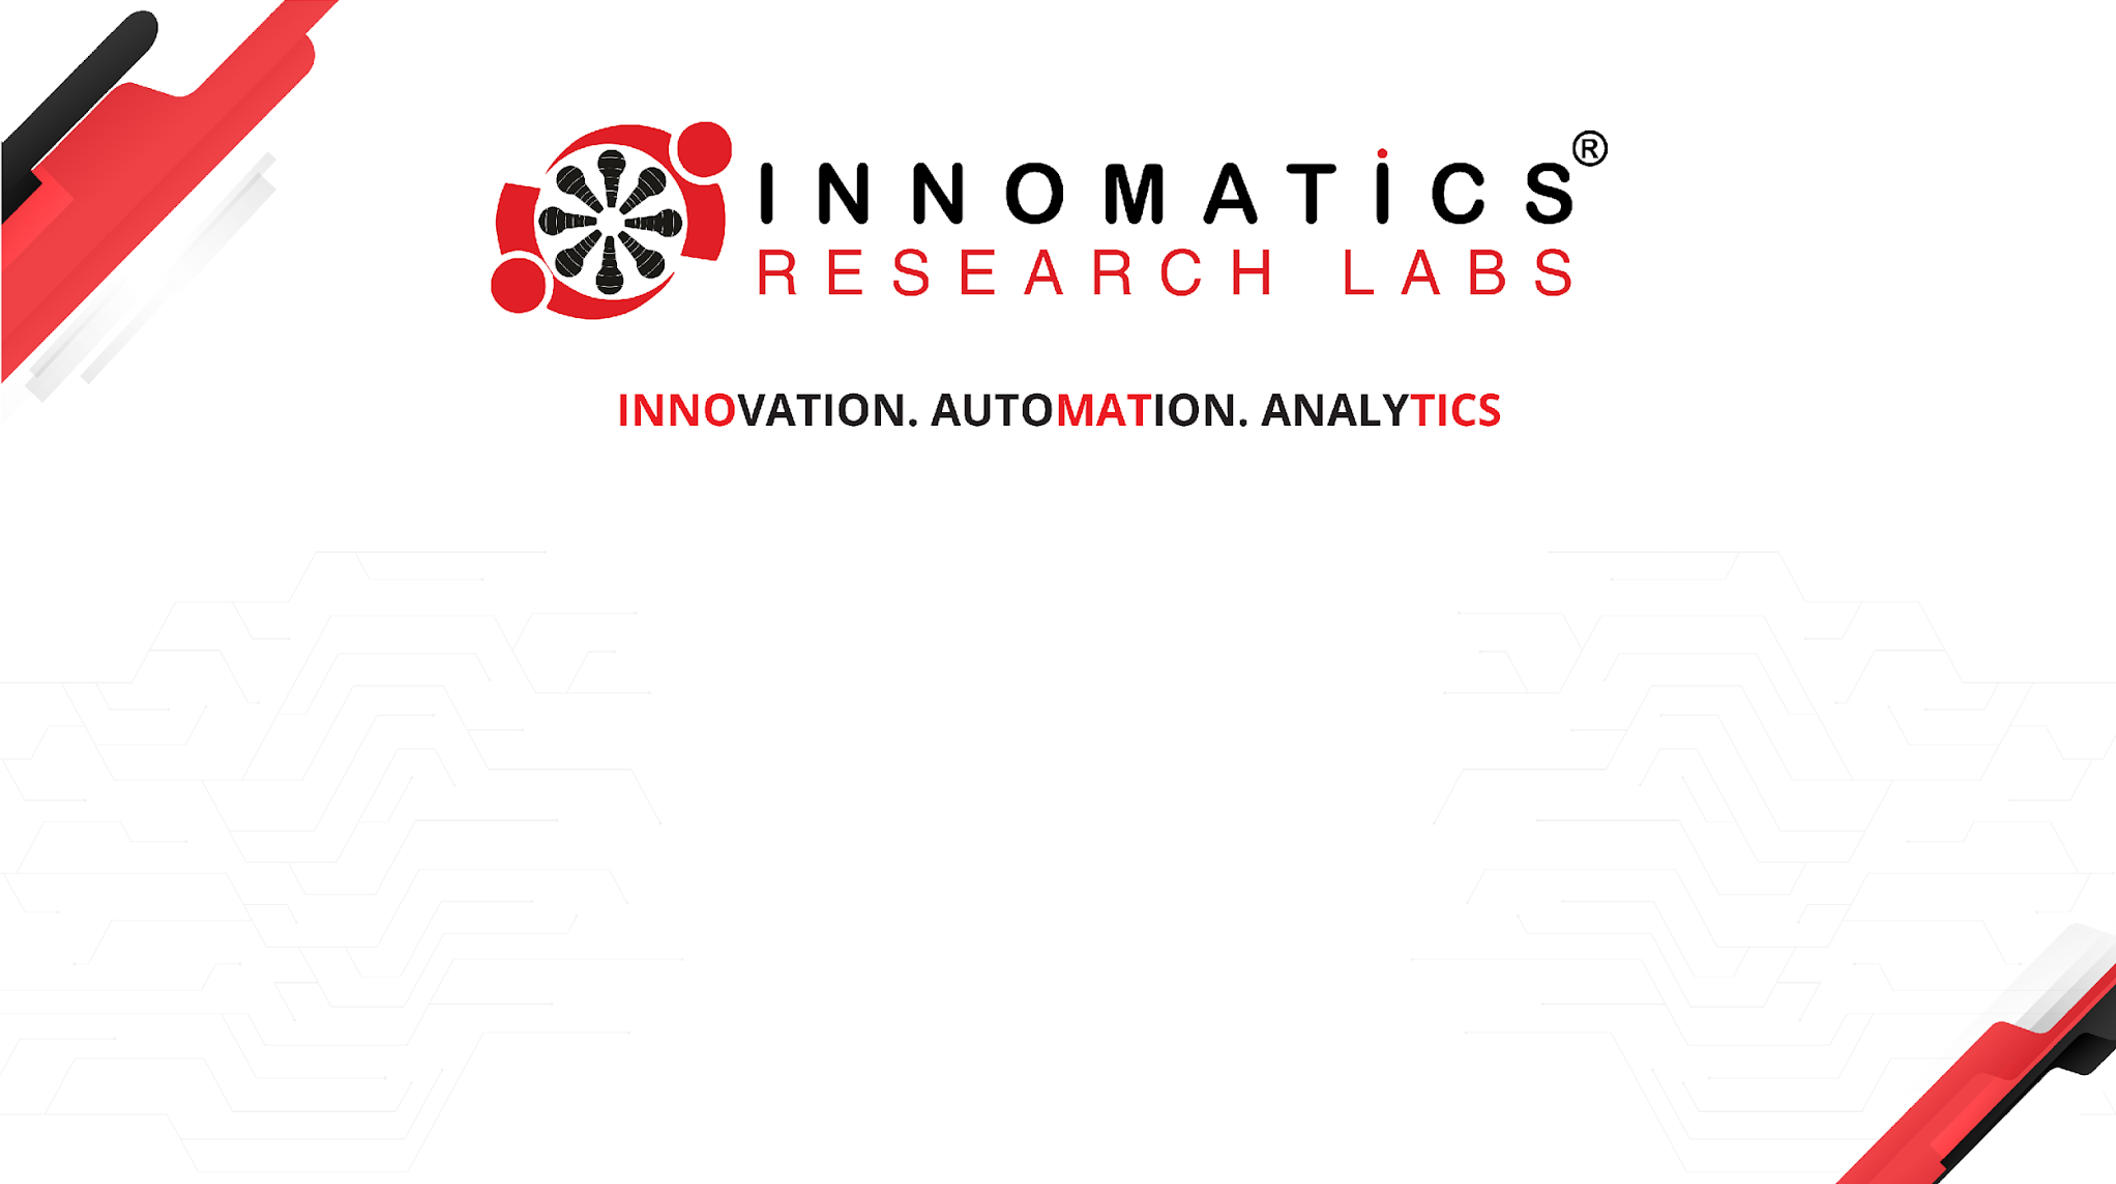 INNOMATICS®
RESEARCH LABS
INNOVATION. AUTOMATION. ANALYTICS